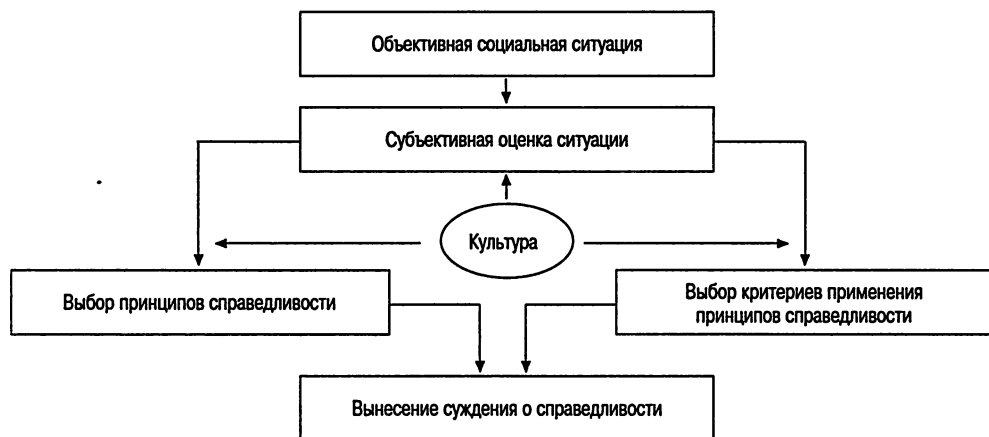 Объективная социальная ситуация
Субъективная оценка ситуации
Культура
Выбор принципов справедливости
Выбор критериев применения
принципов справедливости
Вынесение суждения о справедливости